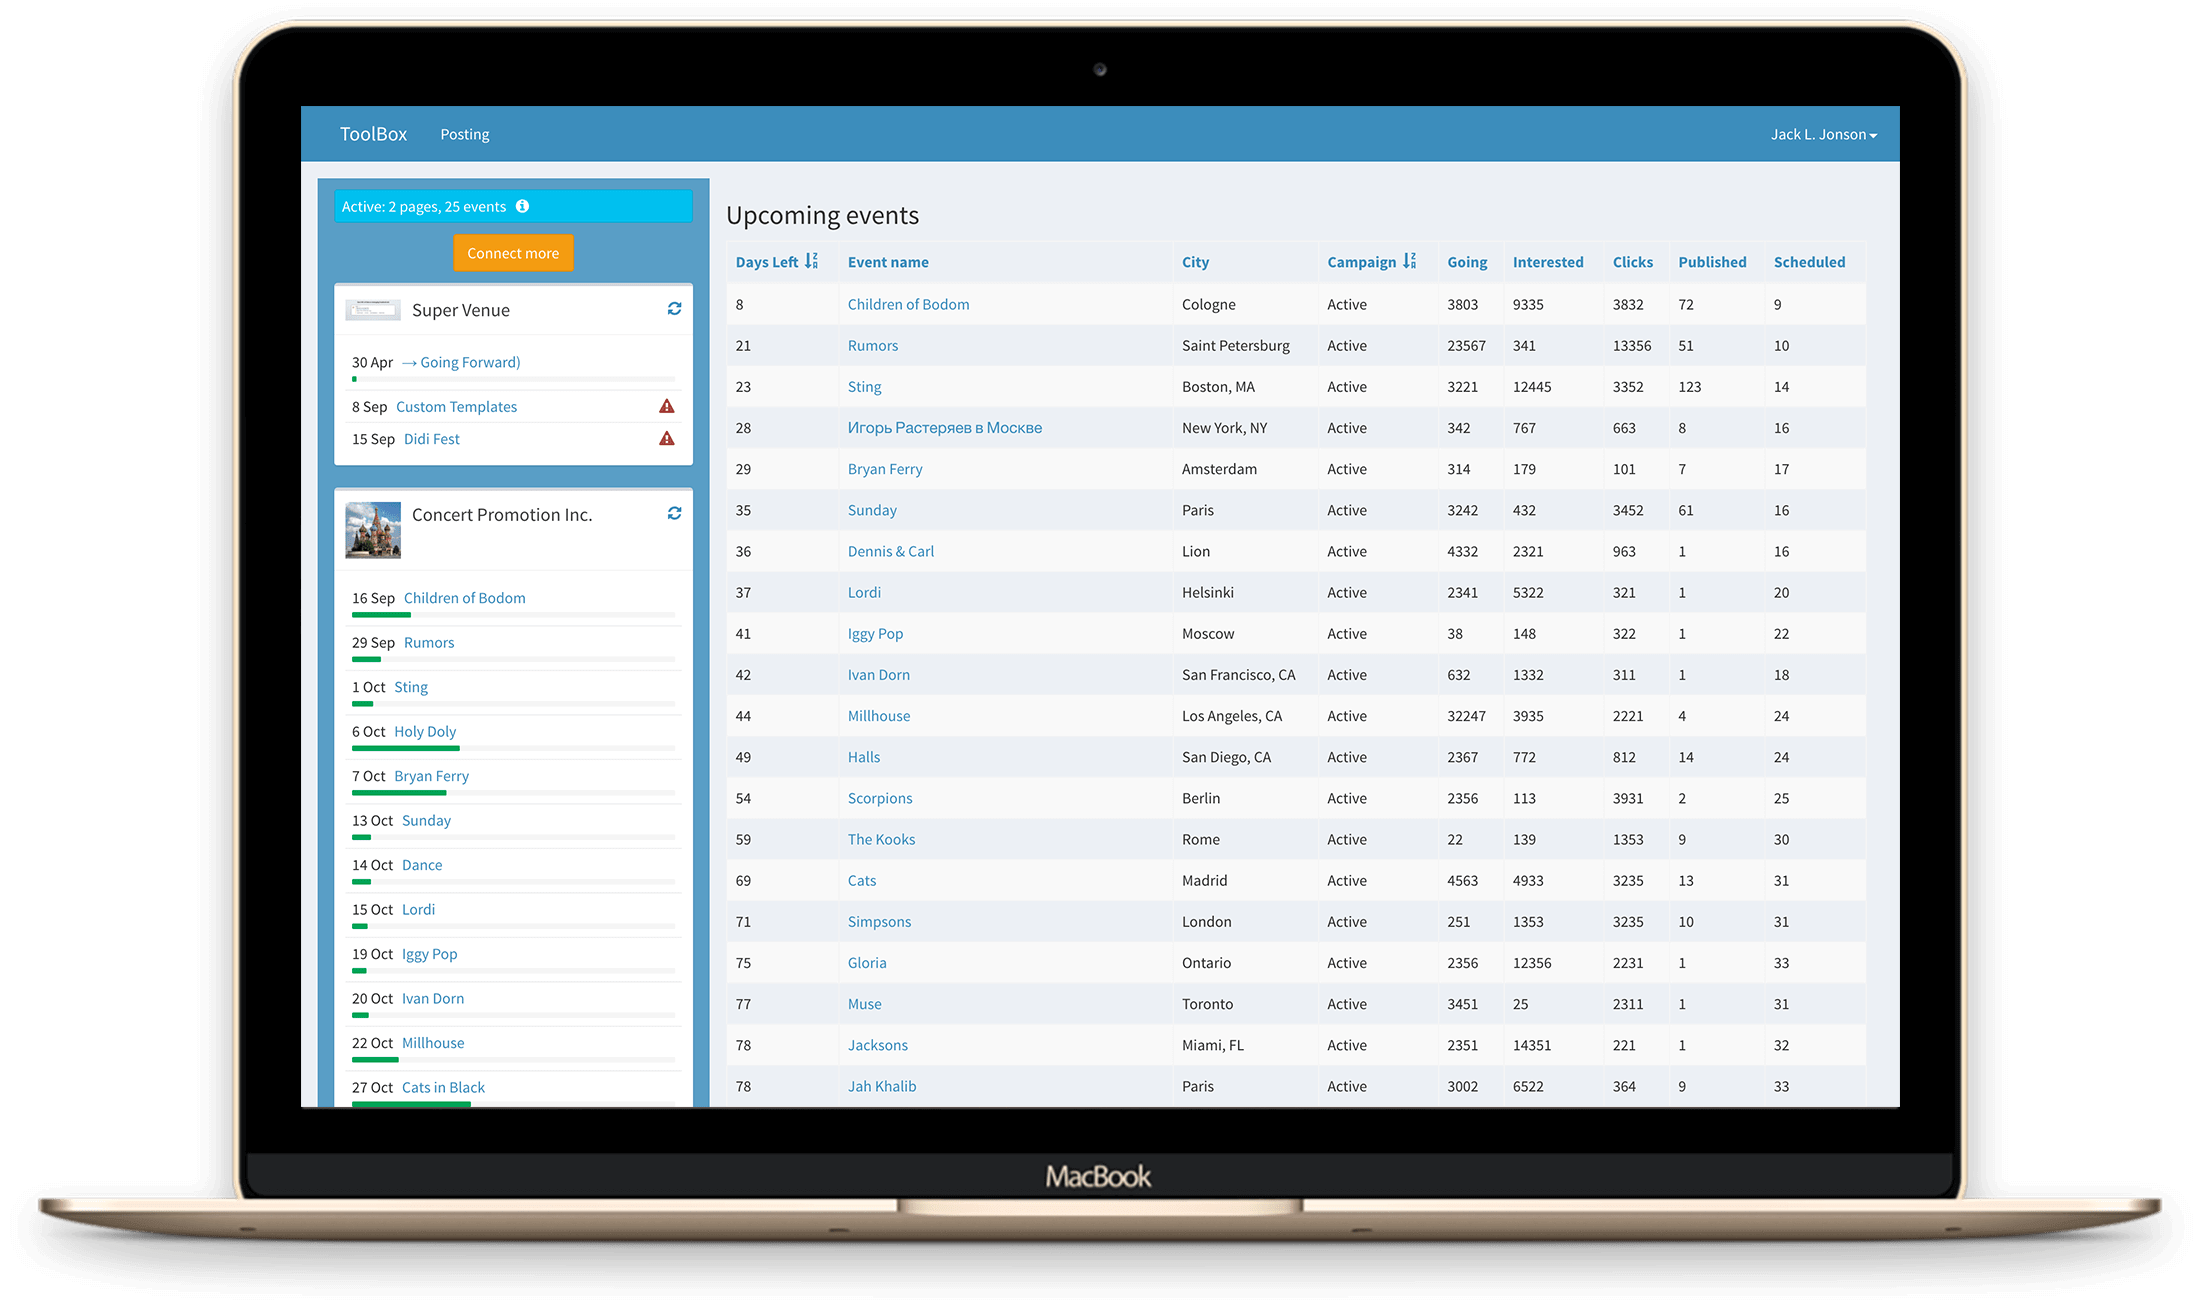 ToolBox Posting Jack L. Jonson
Active: 2 pages, 25 events
Connect more
Super Venue
30 Apr → Going Forward)
8 Sep Custom Templates
15 Sep Didi Fest
Concert Promotion Inc.
16 Sep Children of Bodom
29 Sep Rumors
1 Oct Sting
6 Oct Holy Doly
7 Oct Bryan Ferry
13 Oct Sunday
14 Oct Dance
15 Oct Lordi
19 Oct Iggy Pop
20 Oct Ivan Dorn
22 Oct Millhouse
27 Oct Cats in Black
Upcoming events
Days Left Event name City Campaign Going Interested Clicks Published Scheduled
8 Children of Bodom Cologne Active 3803 9335 3832 72 9
21 Rumors Saint Petersburg Active 23567 341 13356 51 10
23 Sting Boston, MA Active 3221 12445 3352 123 14
28 Игорь Растеряев в Москве New York, NY Active 342 767 663 8 16
29 Bryan Ferry Amsterdam Active 314 179 101 7 17
35 Sunday Paris Active 3242 432 3452 61 16
36 Dennis & Carl Lion Active 4332 2321 963 1 16
37 Lordi Helsinki Active 2341 5322 321 1 20
41 Iggy Pop Moscow Active 38 148 322 1 22
42 Ivan Dorn San Francisco, CA Active 632 1332 311 1 18
44 Millhouse Los Angeles, CA Active 32247 3935 2221 4 24
49 Halls San Diego, CA Active 2367 772 812 14 24
54 Scorpions Berlin Active 2356 113 3931 2 25
59 The Kooks Rome Active 22 139 1353 9 30
69 Cats Madrid Active 4563 4933 3235 13 31
71 Simpsons London Active 251 1353 3235 10 31
75 Gloria Ontario Active 2356 12356 2231 1 33
77 Muse Toronto Active 3451 25 2311 1 31
78 Jacksons Miami, FL Active 2351 14351 221 1 32
78 Jah Khalib Paris Active 3002 6522 364 9 33
MacBook